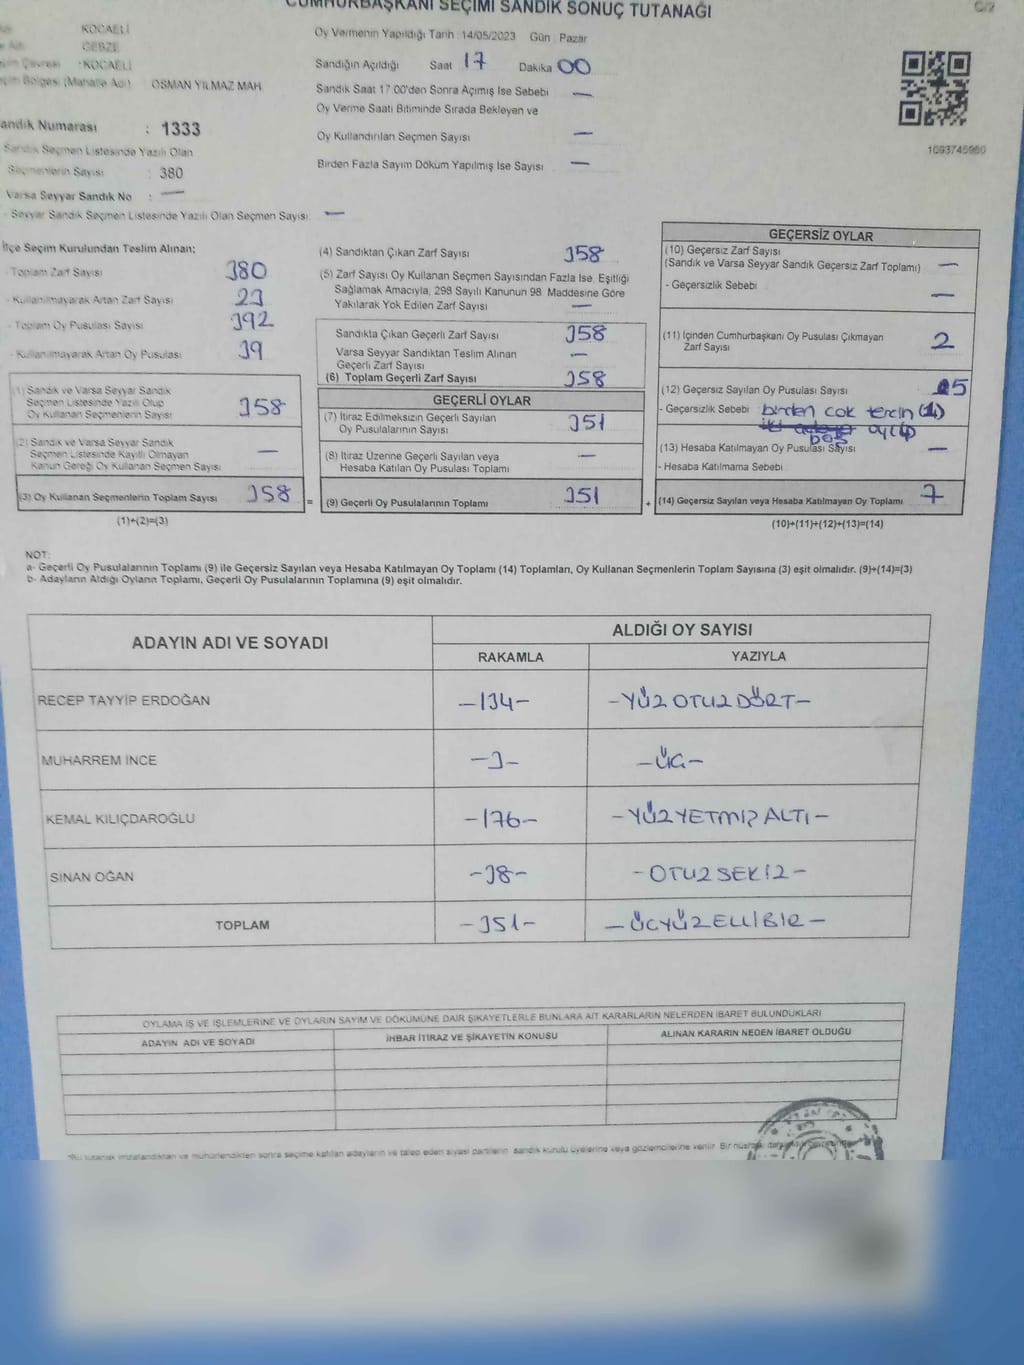 CUMHURBAŞKANI SEÇİMİ SANDIK SONUÇ TUTANAĞI
KOCAELİ
GEBZE
KOCAELİ
(Mahalle Adı) OSMAN YILMAZ MAH
Sandık Numarası : 1333
Sandık Seçmen Listesinde Yazılı Olan
Seçmenlerin Sayısı : 380
Varsa Seyyar Sandık No : —
- Seyyar Sandık Seçmen Listesinde Yazılı Olan Seçmen Sayısı: —
Oy Vermenin Yapıldığı Tarih : 14/05/2023 Gün : Pazar
Sandığın Açıldığı Saat 17 Dakika 00
Sandık Saat 17:00'den Sonra Açımış İse Sebebi —
Oy Verme Saati Bitiminde Sırada Bekleyen ve
Oy Kullandırılan Seçmen Sayısı —
Birden Fazla Sayım Döküm Yapılmış İse Sayısı —
1093746960
İlçe Seçim Kurulundan Teslim Alınan:
- Toplam Zarf Sayısı 380
- Kullanılmayarak Artan Zarf Sayısı 23
- Toplam Oy Pusulası Sayısı 392
- Kullanılmayarak Artan Oy Pusulası 39
(1) Sandık ve Varsa Seyyar Sandık
Seçmen Listesinde Yazılı Olup
Oy Kullanan Seçmenlerin Sayısı 358
(2) Sandık ve Varsa Seyyar Sandık
Seçmen Listesinde Kayıtlı Olmayan
Kanun Gereği Oy Kullanan Seçmen Sayısı —
(3) Oy Kullanan Seçmenlerin Toplam Sayısı 358 =
(1)+(2)=(3)
(4) Sandıktan Çıkan Zarf Sayısı 358
(5) Zarf Sayısı Oy Kullanan Seçmen Sayısından Fazla İse, Eşitliği
Sağlamak Amacıyla, 298 Sayılı Kanunun 98. Maddesine Göre
Yakılarak Yok Edilen Zarf Sayısı —
Sandıkta Çıkan Geçerli Zarf Sayısı 358
Varsa Seyyar Sandıktan Teslim Alınan
Geçerli Zarf Sayısı —
(6) Toplam Geçerli Zarf Sayısı 358
GEÇERLİ OYLAR
(7) İtiraz Edilmeksizin Geçerli Sayılan
Oy Pusulalarının Sayısı 351
(8) İtiraz Üzerine Geçerli Sayılan veya
Hesaba Katılan Oy Pusulası Toplamı —
(9) Geçerli Oy Pusulalarının Toplamı 351 +
GEÇERSİZ OYLAR
(10) Geçersiz Zarf Sayısı
(Sandık ve Varsa Seyyar Sandık Geçersiz Zarf Toplamı) —
- Geçersizlik Sebebi —
(11) İçinden Cumhurbaşkanı Oy Pusulası Çıkmayan
Zarf Sayısı 2
(12) Geçersiz Sayılan Oy Pusulası Sayısı 5
- Geçersizlik Sebebi birden çok tercih
boş oy
(13) Hesaba Katılmayan Oy Pusulası Sayısı —
- Hesaba Katılmama Sebebi
(14) Geçersiz Sayılan veya Hesaba Katılmayan Oy Toplamı 7
(10)+(11)+(12)+(13)=(14)
NOT:
a- Geçerli Oy Pusulalarının Toplamı (9) ile Geçersiz Sayılan veya Hesaba Katılmayan Oy Toplamı (14) Toplamları, Oy Kullanan Seçmenlerin Toplam Sayısına (3) eşit olmalıdır. (9)+(14)=(3)
b- Adayların Aldığı Oyların Toplamı, Geçerli Oy Pusulalarının Toplamına (9) eşit olmalıdır.
ADAYIN ADI VE SOYADI ALDIĞI OY SAYISI
RAKAMLA YAZIYLA
RECEP TAYYİP ERDOĞAN -134- -YÜZ OTUZ DÖRT-
MUHARREM İNCE -3- -ÜÇ-
KEMAL KILIÇDAROĞLU -176- -YÜZ YETMİŞ ALTI-
SİNAN OĞAN -38- -OTUZ SEKİZ-
TOPLAM -351- -ÜÇYÜZ ELLİ BİR-
OYLAMA İŞ VE İŞLEMLERİNE VE OYLARIN SAYIM VE DÖKÜMÜNE DAİR ŞİKAYETLERLE BUNLARA AİT KARARLARIN NELERDEN İBARET BULUNDUKLARI
ADAYIN ADI VE SOYADI İHBAR İTİRAZ VE ŞİKAYETİN KONUSU ALINAN KARARIN NEDEN İBARET OLDUĞU
*Bu tutanak imzalandıktan ve mühürlendikten sonra seçime katılan adayların ve talep eden siyasi partilerin sandık kurulu üyelerine veya gözlemcilerine verilir. Bir